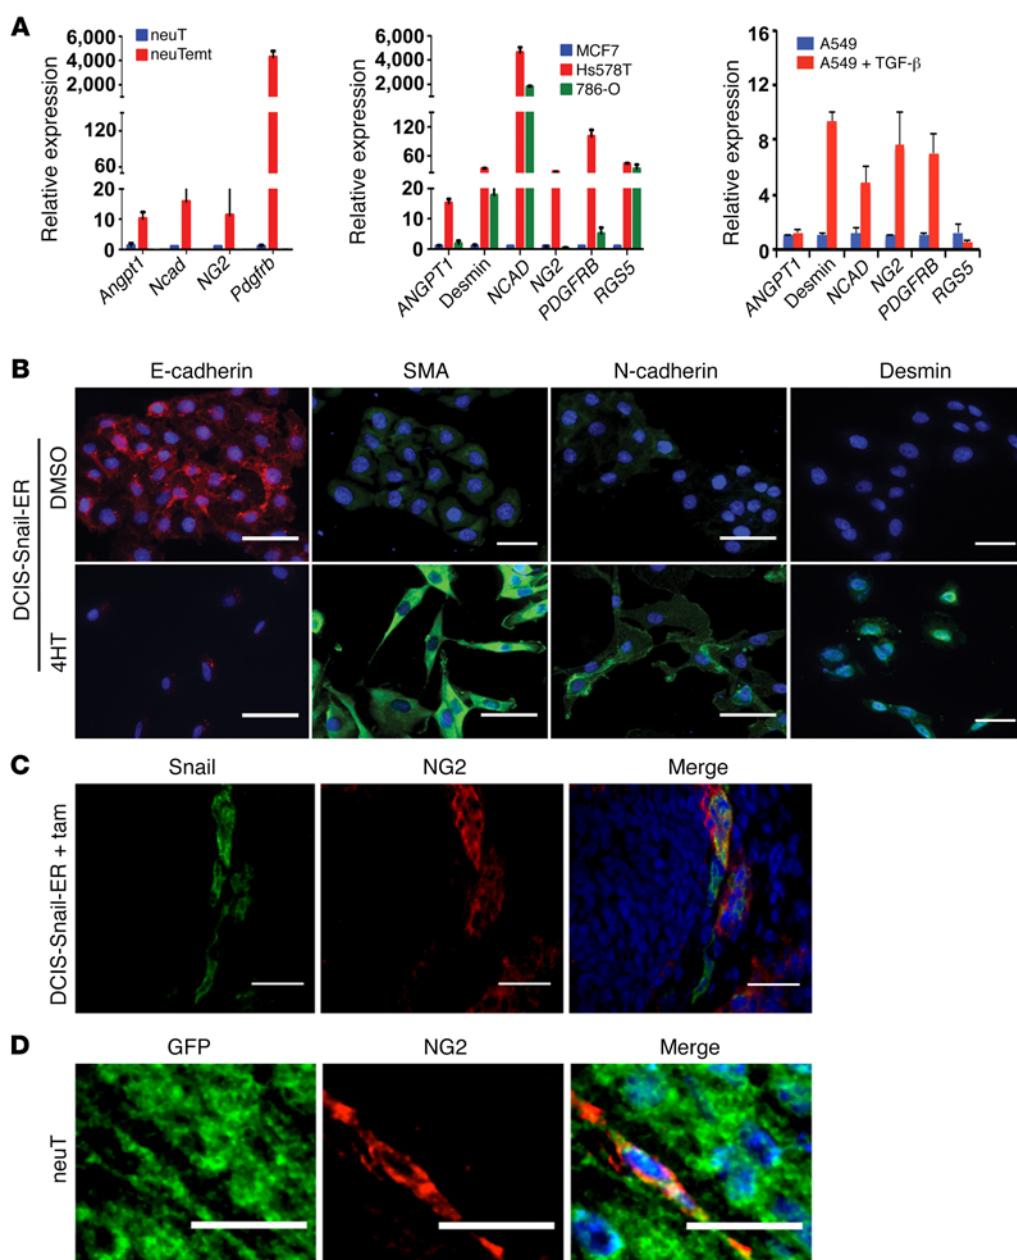 A
Relative expression
6,000
4,000
2,000
120
60
20
10
0
neuT
neuTemt
Angpt1
Ncad
NG2
Pdgfrb
Relative expression
6,000
4,000
2,000
120
60
20
10
0
MCF7
Hs578T
786-O
ANGPT1
Desmin
NCAD
NG2
PDGFRB
RGS5
Relative expression
16
12
8
4
0
A549
A549 + TGF-β
ANGPT1
Desmin
NCAD
NG2
PDGFRB
RGS5
B
E-cadherin SMA N-cadherin Desmin
DCIS-Snail-ER
DMSO
4HT
C
Snail NG2 Merge
DCIS-Snail-ER + tam
D
GFP NG2 Merge
neuT